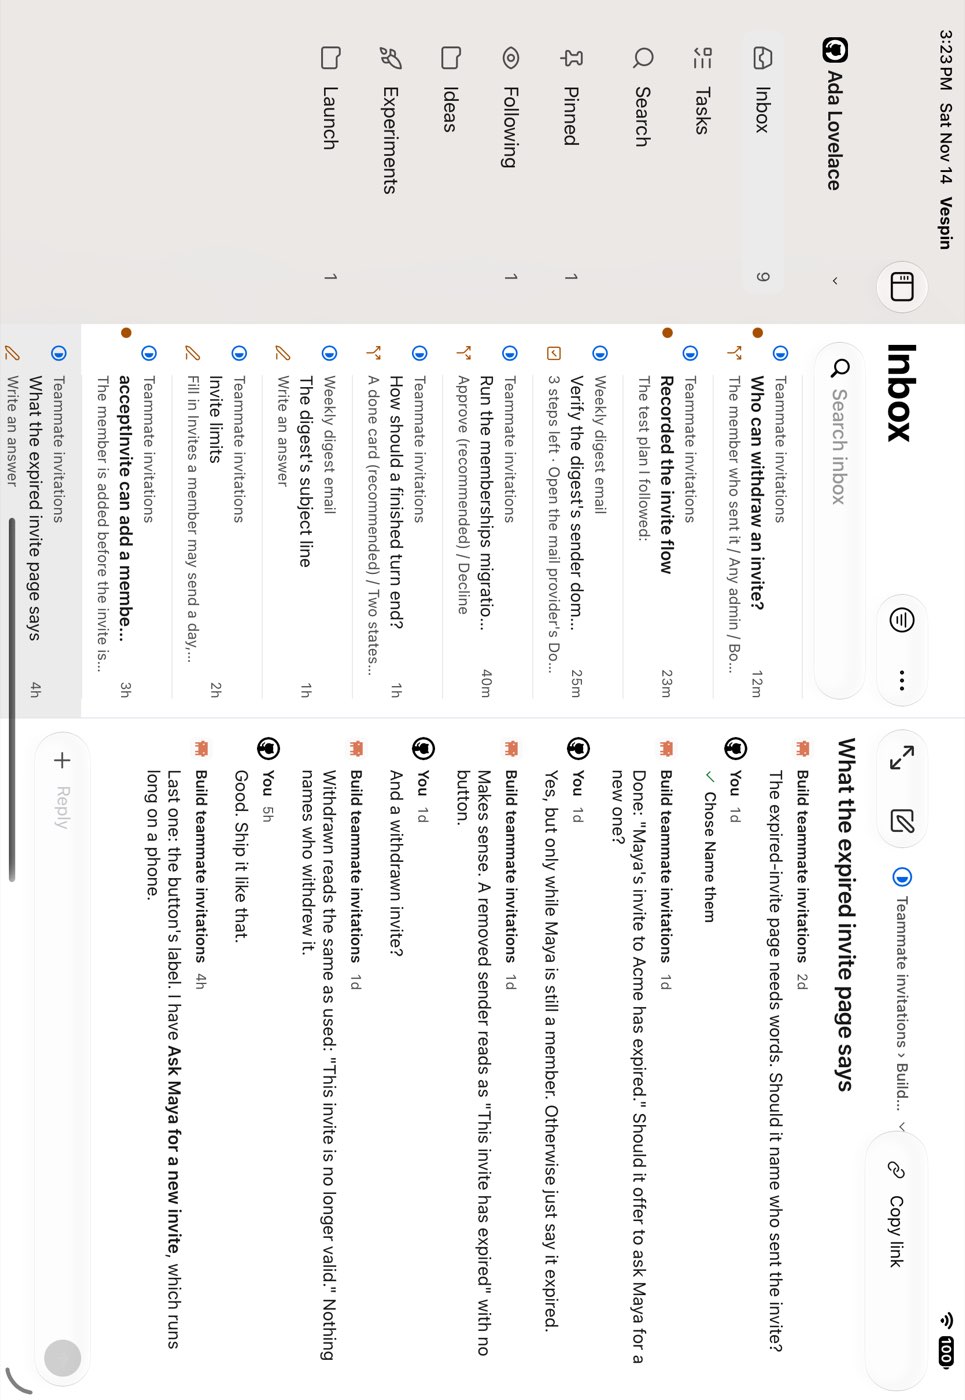 3:23 PM Sat Nov 14 Vespin
100
Ada Lovelace
Inbox 9
Tasks
Search
Pinned 1
Following 1
Ideas
Experiments
Launch 1
Inbox
Search inbox
Teammate invitations
Who can withdraw an invite? 12m
The member who sent it / Any admin / Bo...
Teammate invitations
Recorded the invite flow 23m
The test plan I followed:
Weekly digest email
Verify the digest's sender dom... 25m
3 steps left · Open the mail provider's Do...
Teammate invitations
Run the memberships migratio... 40m
Approve (recommended) / Decline
Teammate invitations
How should a finished turn end? 1h
A done card (recommended) / Two states...
Weekly digest email
The digest's subject line 1h
Write an answer
Teammate invitations
Invite limits 2h
Fill in Invites a member may send a day,...
Teammate invitations
acceptInvite can add a membe... 3h
The member is added before the invite is...
Teammate invitations
What the expired invite page says 4h
Write an answer
Teammate invitations › Build...
Copy link
What the expired invite page says
Build teammate invitations 2d
The expired-invite page needs words. Should it name who sent the invite?
You 1d
Chose Name them
Build teammate invitations 1d
Done: "Maya's invite to Acme has expired." Should it offer to ask Maya for a
new one?
You 1d
Yes, but only while Maya is still a member. Otherwise just say it expired.
Build teammate invitations 1d
Makes sense. A removed sender reads as "This invite has expired" with no
button.
You 1d
And a withdrawn invite?
Build teammate invitations 1d
Withdrawn reads the same as used: "This invite is no longer valid." Nothing
names who withdrew it.
You 5h
Good. Ship it like that.
Build teammate invitations 4h
Last one: the button's label. I have Ask Maya for a new invite, which runs
long on a phone.
Reply